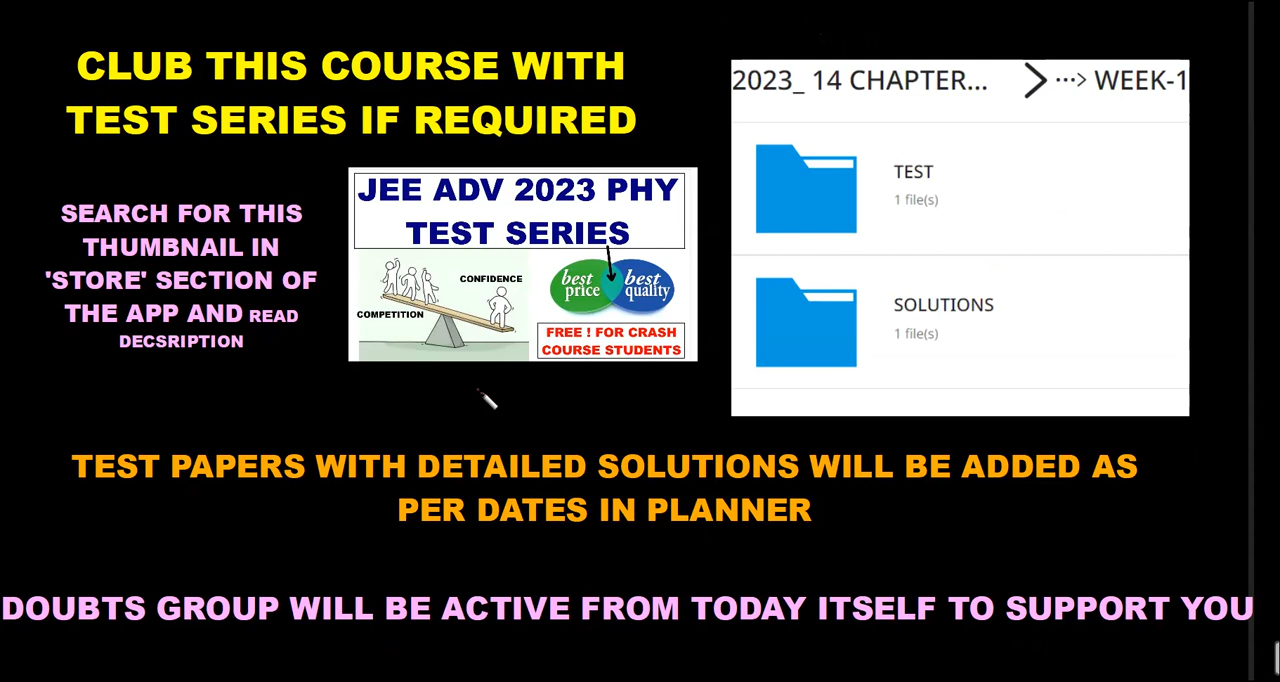 CLUB THIS COURSE WITH
TEST SERIES IF REQUIRED
SEARCH FOR THIS
THUMBNAIL IN
'STORE' SECTION OF
THE APP AND READ
DECSRIPTION
JEE ADV 2023 PHY
TEST SERIES
CONFIDENCE
COMPETITION
best price
best quality
FREE ! FOR CRASH
COURSE STUDENTS
2023_ 14 CHAPTER... > ···> WEEK-1
TEST
1 file(s)
SOLUTIONS
1 file(s)
TEST PAPERS WITH DETAILED SOLUTIONS WILL BE ADDED AS
PER DATES IN PLANNER
DOUBTS GROUP WILL BE ACTIVE FROM TODAY ITSELF TO SUPPORT YOU